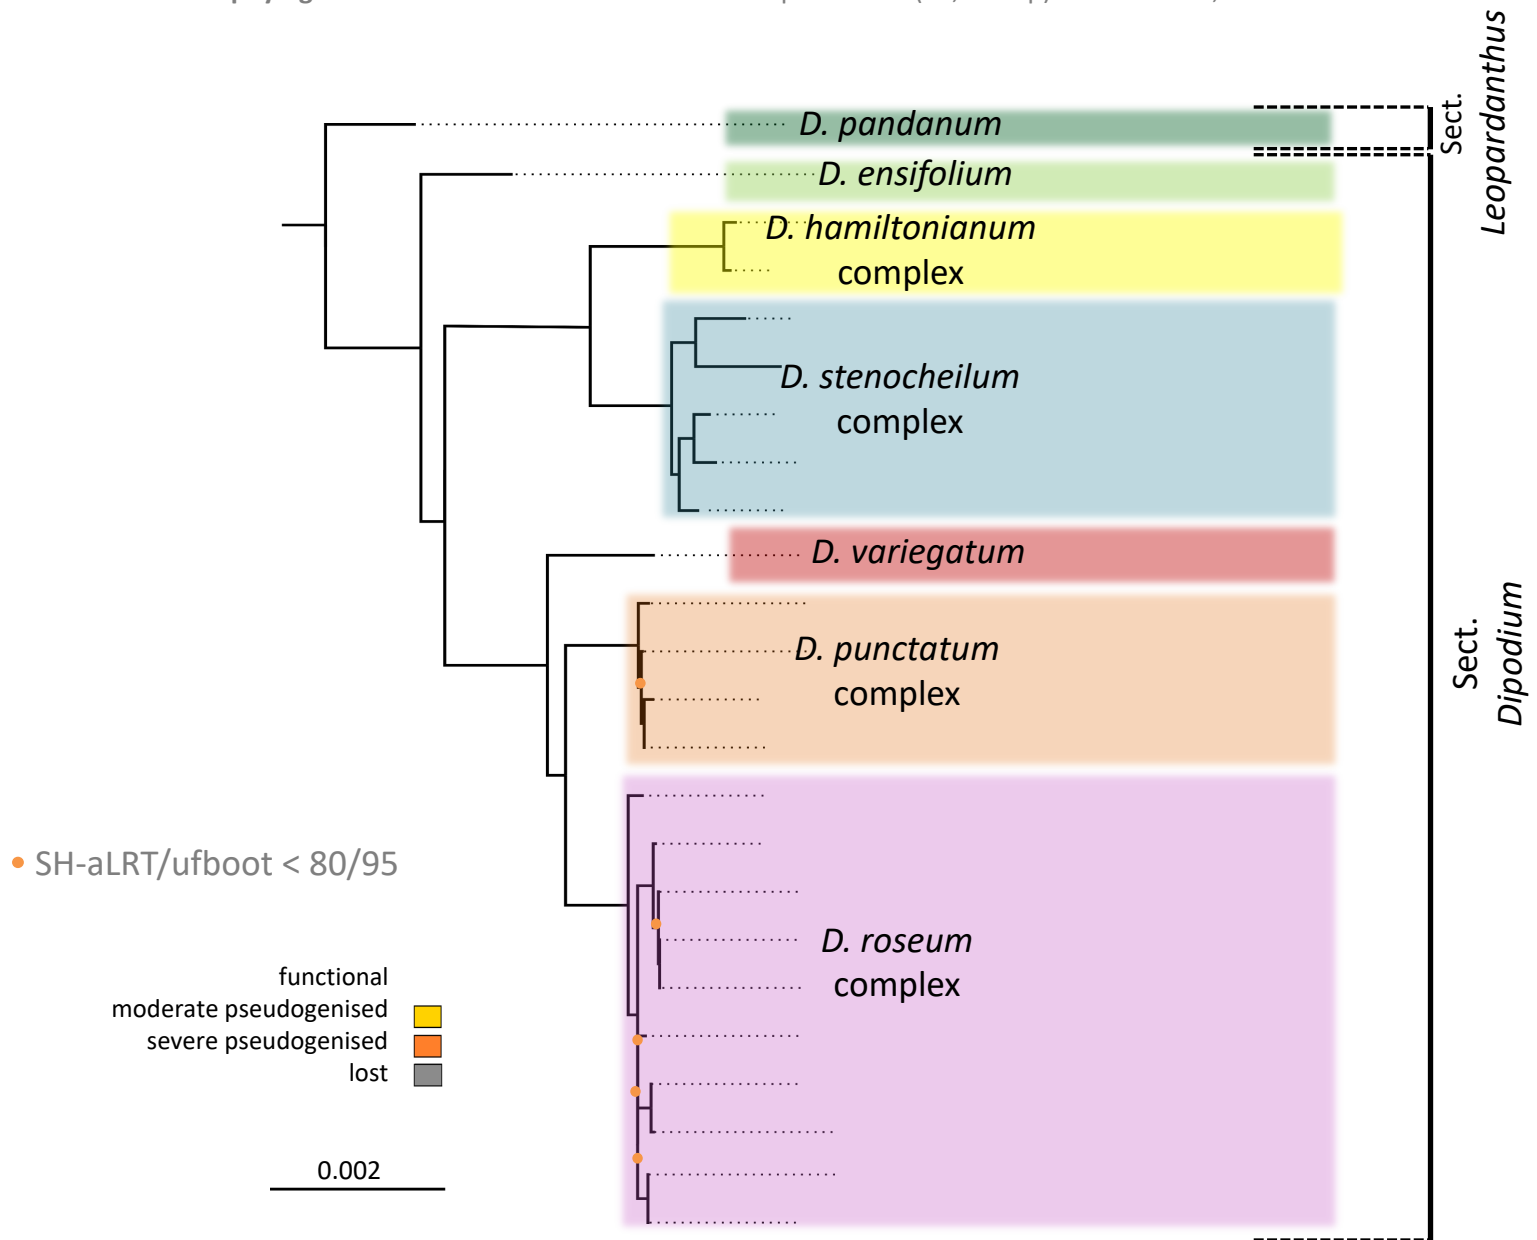 Sect.
Leopardanthus
D. pandanum
D. ensifolium
D. hamiltonianum
complex
D. stenocheilum
complex
D. variegatum
D. punctatum
complex
Sect.
Dipodium
SH-aLRT/ufboot < 80/95
D. roseum
complex
functional
moderate pseudogenised
severe pseudogenised
lost
0.002